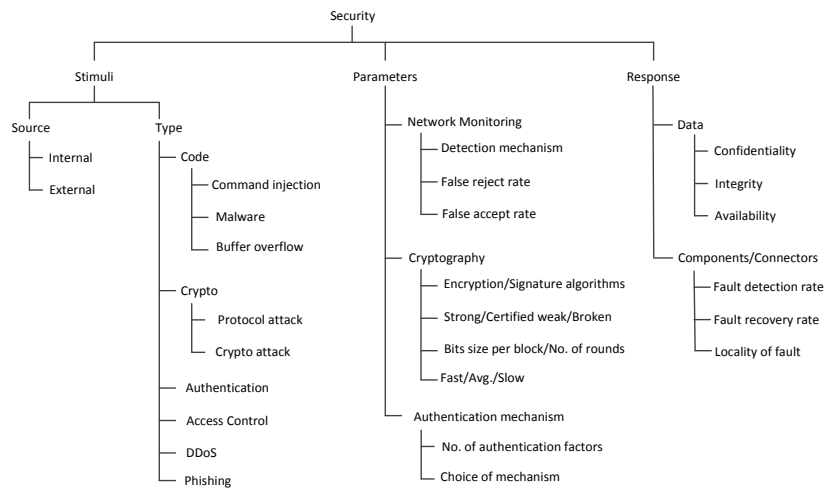 Security
Stimuli
Parameters
Response
Source
Type
Internal
External
Code
Command injection
Malware
Buffer overflow
Crypto
Protocol attack
Crypto attack
Authentication
Access Control
DDoS
Phishing
Network Monitoring
Detection mechanism
False reject rate
False accept rate
Cryptography
Encryption/Signature algorithms
Strong/Certified weak/Broken
Bits size per block/No. of rounds
Fast/Avg./Slow
Authentication mechanism
No. of authentication factors
Choice of mechanism
Data
Confidentiality
Integrity
Availability
Components/Connectors
Fault detection rate
Fault recovery rate
Locality of fault